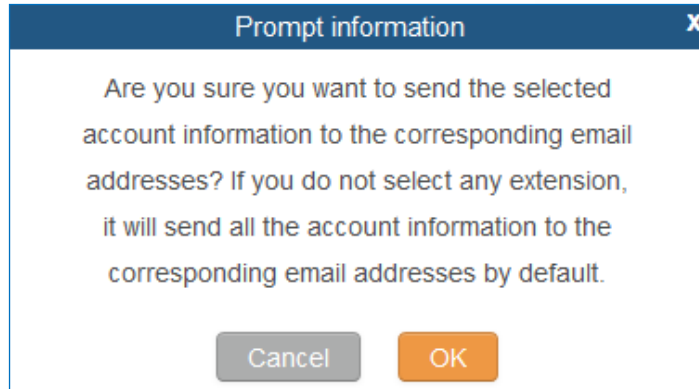 Prompt information
x
Are you sure you want to send the selected
account information to the corresponding email
addresses? If you do not select any extension,
it will send all the account information to the
corresponding email addresses by default.
Cancel
OK